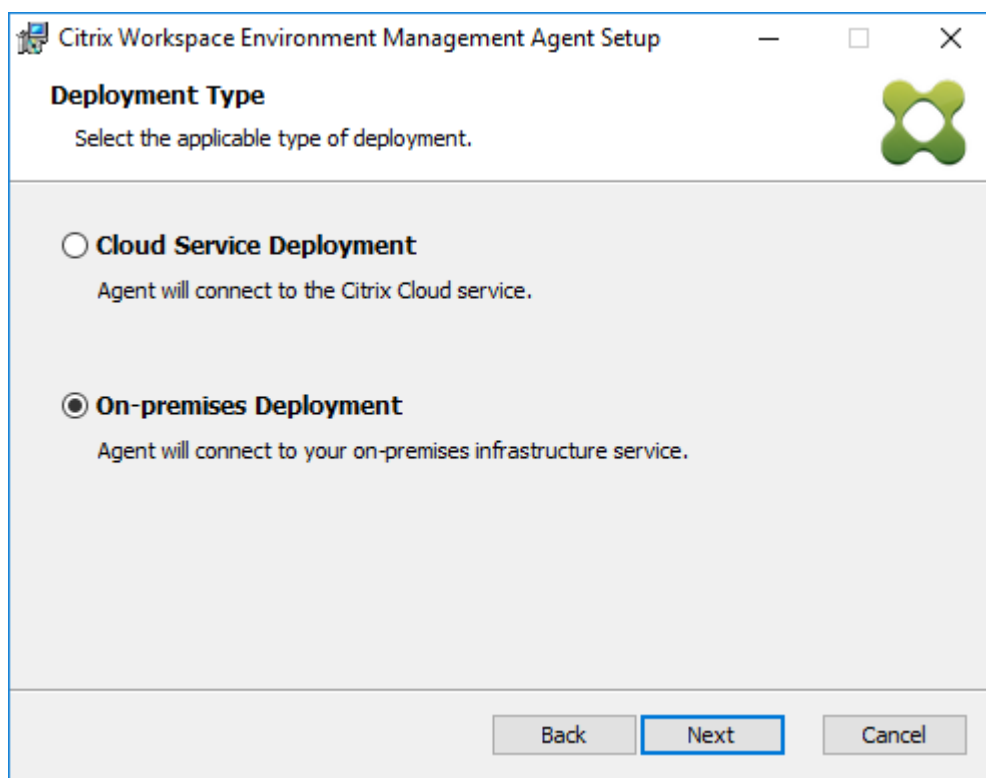 Citrix Workspace Environment Management Agent Setup
Deployment Type
Select the applicable type of deployment.
Cloud Service Deployment
Agent will connect to the Citrix Cloud service.
On-premises Deployment
Agent will connect to your on-premises infrastructure service.
Back Next Cancel